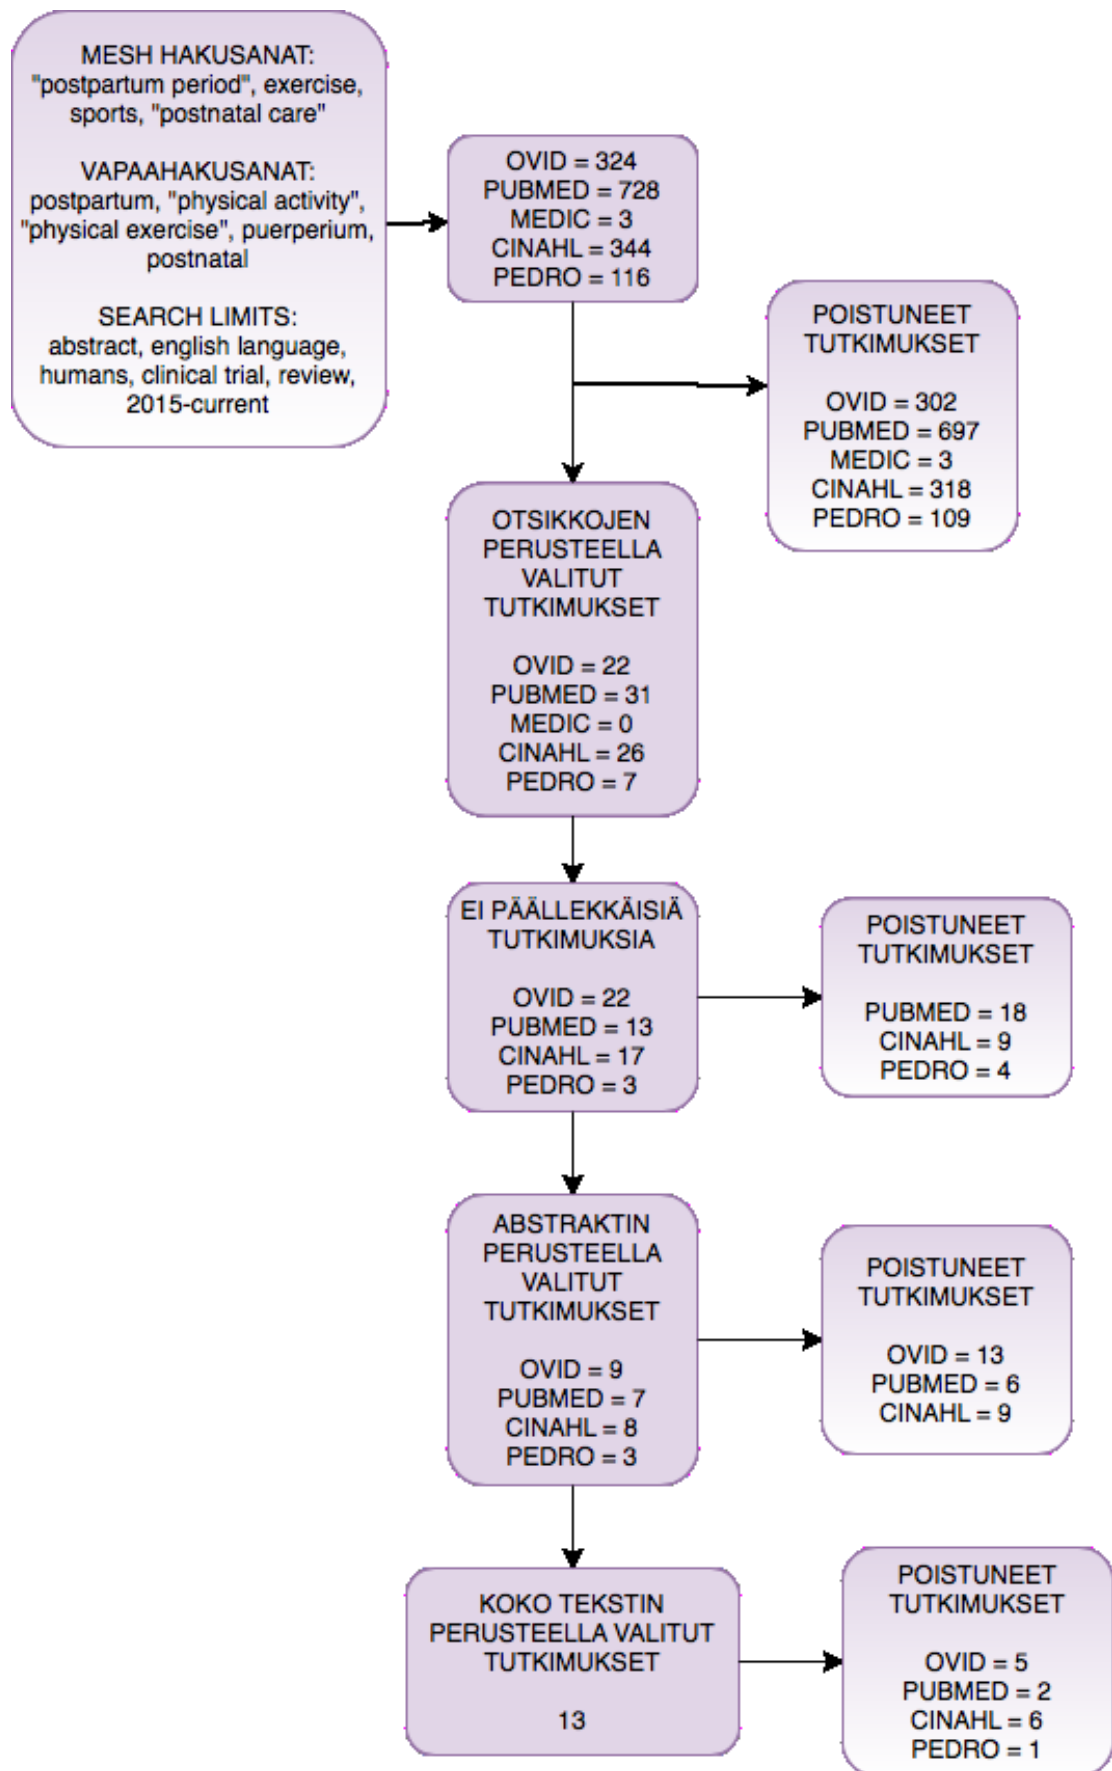 MESH HAKUSANAT:
"postpartum period", exercise,
sports, "postnatal care"
VAPAAHAKUSANAT:
postpartum, "physical activity",
"physical exercise", puerperium,
postnatal
SEARCH LIMITS:
abstract, english language,
humans, clinical trial, review,
2015-current
OVID = 324
PUBMED = 728
MEDIC = 3
CINAHL = 344
PEDRO = 116
POISTUNEET
TUTKIMUKSET
OVID = 302
PUBMED = 697
MEDIC = 3
CINAHL = 318
PEDRO = 109
OTSIKKOJEN
PERUSTEELLA
VALITUT
TUTKIMUKSET
OVID = 22
PUBMED = 31
MEDIC = 0
CINAHL = 26
PEDRO = 7
EI PÄÄLLEKKÄISIÄ
TUTKIMUKSIA
OVID = 22
PUBMED = 13
CINAHL = 17
PEDRO = 3
POISTUNEET
TUTKIMUKSET
PUBMED = 18
CINAHL = 9
PEDRO = 4
ABSTRAKTIN
PERUSTEELLA
VALITUT
TUTKIMUKSET
OVID = 9
PUBMED = 7
CINAHL = 8
PEDRO = 3
POISTUNEET
TUTKIMUKSET
OVID = 13
PUBMED = 6
CINAHL = 9
KOKO TEKSTIN
PERUSTEELLA VALITUT
TUTKIMUKSET
13
POISTUNEET
TUTKIMUKSET
OVID = 5
PUBMED = 2
CINAHL = 6
PEDRO = 1